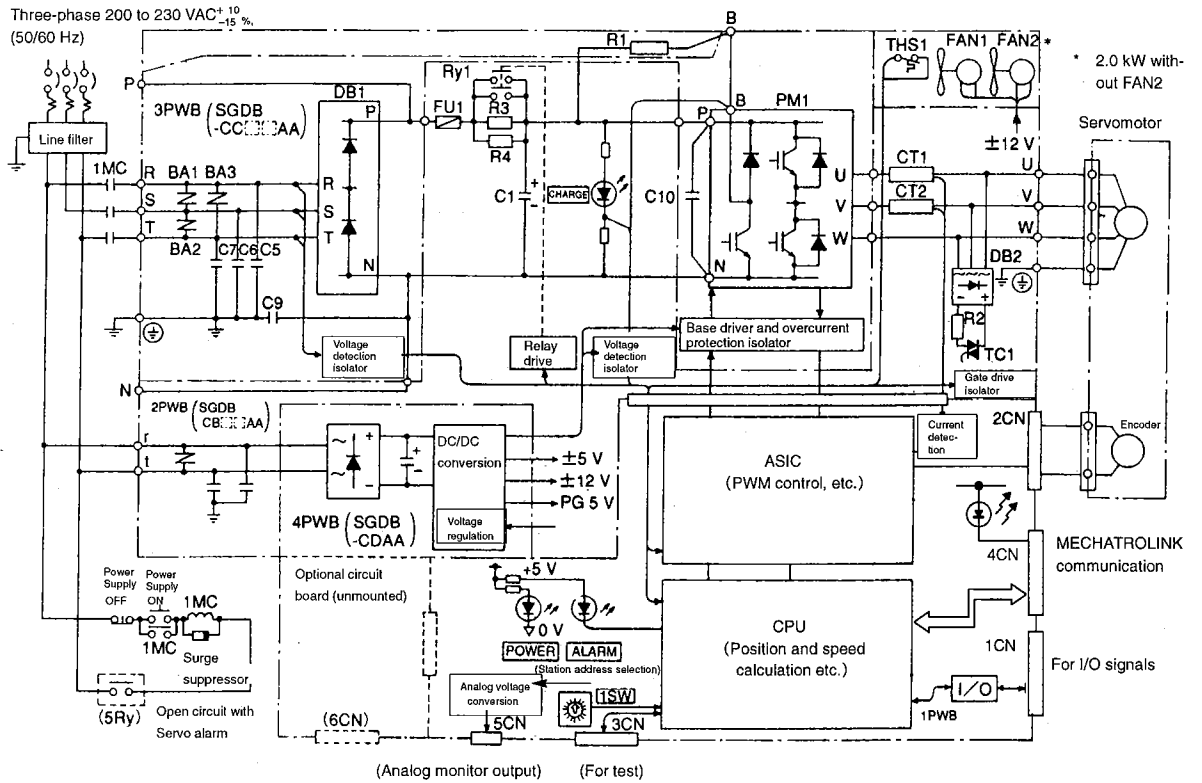 Three-phase 200 to 230 VAC +10 −15 %,
(50/60 Hz)
B
R1
THS1
FAN1 FAN2 *
* 2.0 kW with-
out FAN2
P
Ry1
DB1
3PWB (SGDB
-CC AA)
P
FU1
R3
R4
B
P
PM1
±12 V
Servomotor
Line filter
1MC
R
BA1
BA3
R
S
S
T
T
BA2
C7
C6
C5
C1
+
−
CHARGE
C10
U
V
W
CT1
CT2
U
V
W
DB2
− +
N
N
C9
R2
TC1
Voltage
detection
isolator
Relay
drive
Voltage
detection
isolator
Base driver and overcurrent
protection isolator
Gate drive
isolator
N
2PWB (SGDB
CB AA)
r
t
~
~
+
−
+
−
DC/DC
conversion
±5 V
±12 V
PG 5 V
Voltage
regulation
4PWB (SGDB
-CDAA)
ASIC
(PWM control, etc.)
Current
detec-
tion
2CN
Encoder
4CN
MECHATROLINK
communication
Power
Supply
OFF
Power
Supply
ON
1MC
1MC
Surge
suppressor
(5Ry)
Open circuit with
Servo alarm
Optional circuit
board (unmounted)
+5 V
0 V
POWER
ALARM
(Station address selection)
CPU
(Position and speed
calculation etc.)
1CN
For I/O signals
I/O
1PWB
Analog voltage
conversion
1SW
(6CN)
5CN
3CN
(Analog monitor output)
(For test)